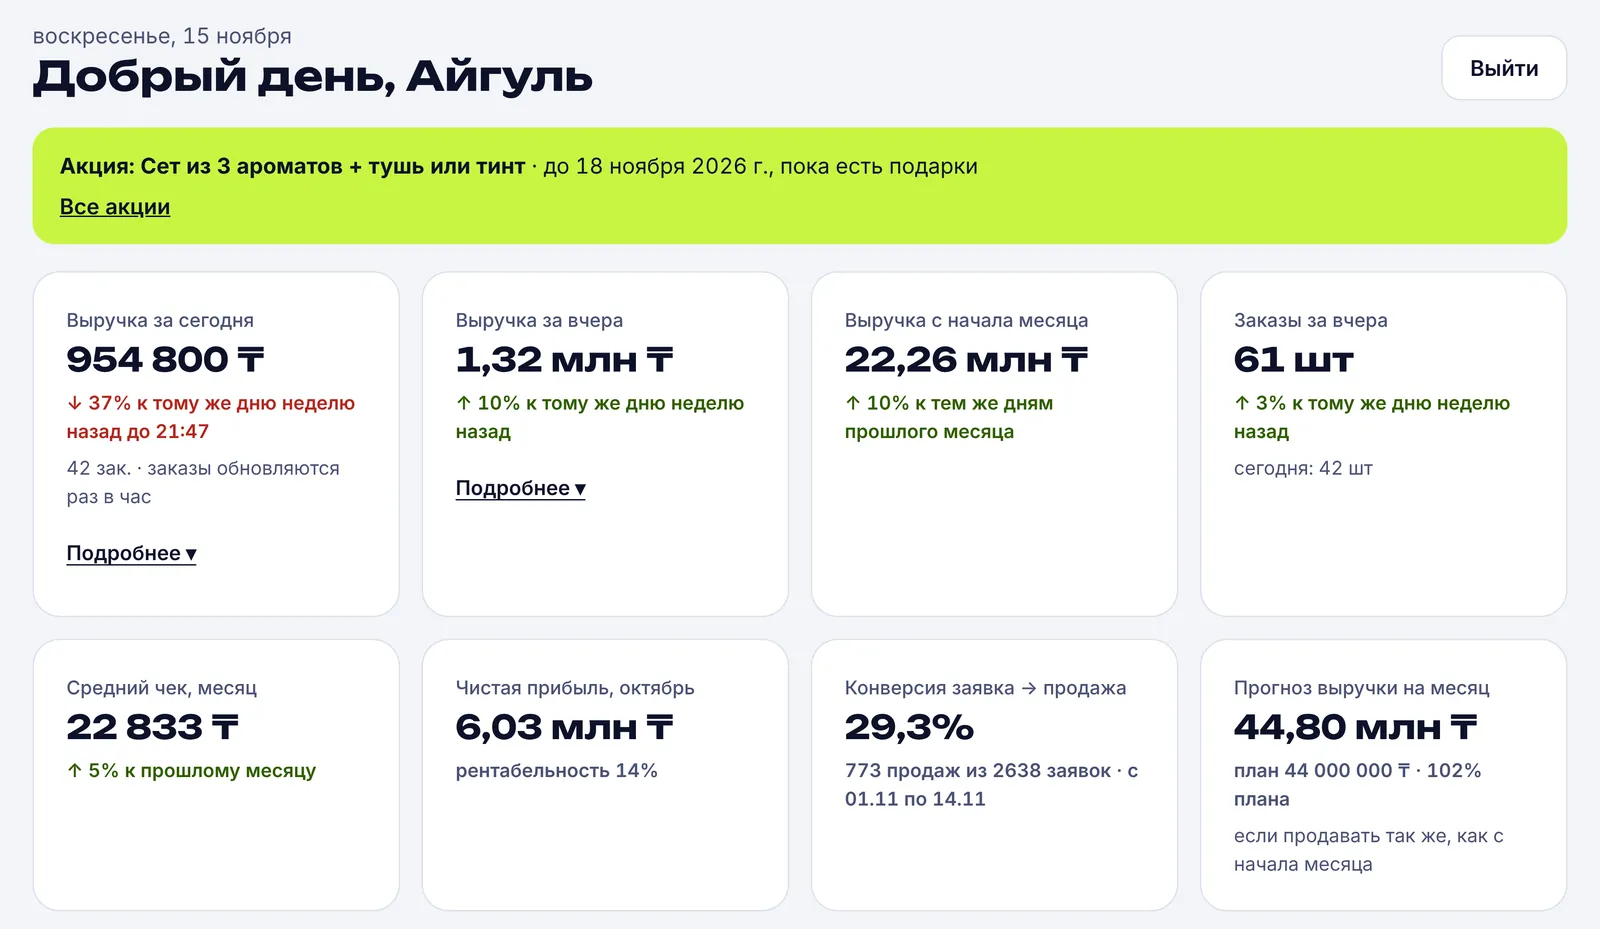 воскресенье, 15 ноября
Добрый день, Айгуль
Выйти
Акция: Сет из 3 ароматов + тушь или тинт · до 18 ноября 2026 г., пока есть подарки
Все акции
Выручка за сегодня
954 800 ₸
↓ 37% к тому же дню неделю
назад до 21:47
42 зак. · заказы обновляются
раз в час
Подробнее ▾
Выручка за вчера
1,32 млн ₸
↑ 10% к тому же дню неделю
назад
Подробнее ▾
Выручка с начала месяца
22,26 млн ₸
↑ 10% к тем же дням
прошлого месяца
Заказы за вчера
61 шт
↑ 3% к тому же дню неделю
назад
сегодня: 42 шт
Средний чек, месяц
22 833 ₸
↑ 5% к прошлому месяцу
Чистая прибыль, октябрь
6,03 млн ₸
рентабельность 14%
Конверсия заявка → продажа
29,3%
773 продаж из 2638 заявок · с
01.11 по 14.11
Прогноз выручки на месяц
44,80 млн ₸
план 44 000 000 ₸ · 102%
плана
если продавать так же, как с
начала месяца